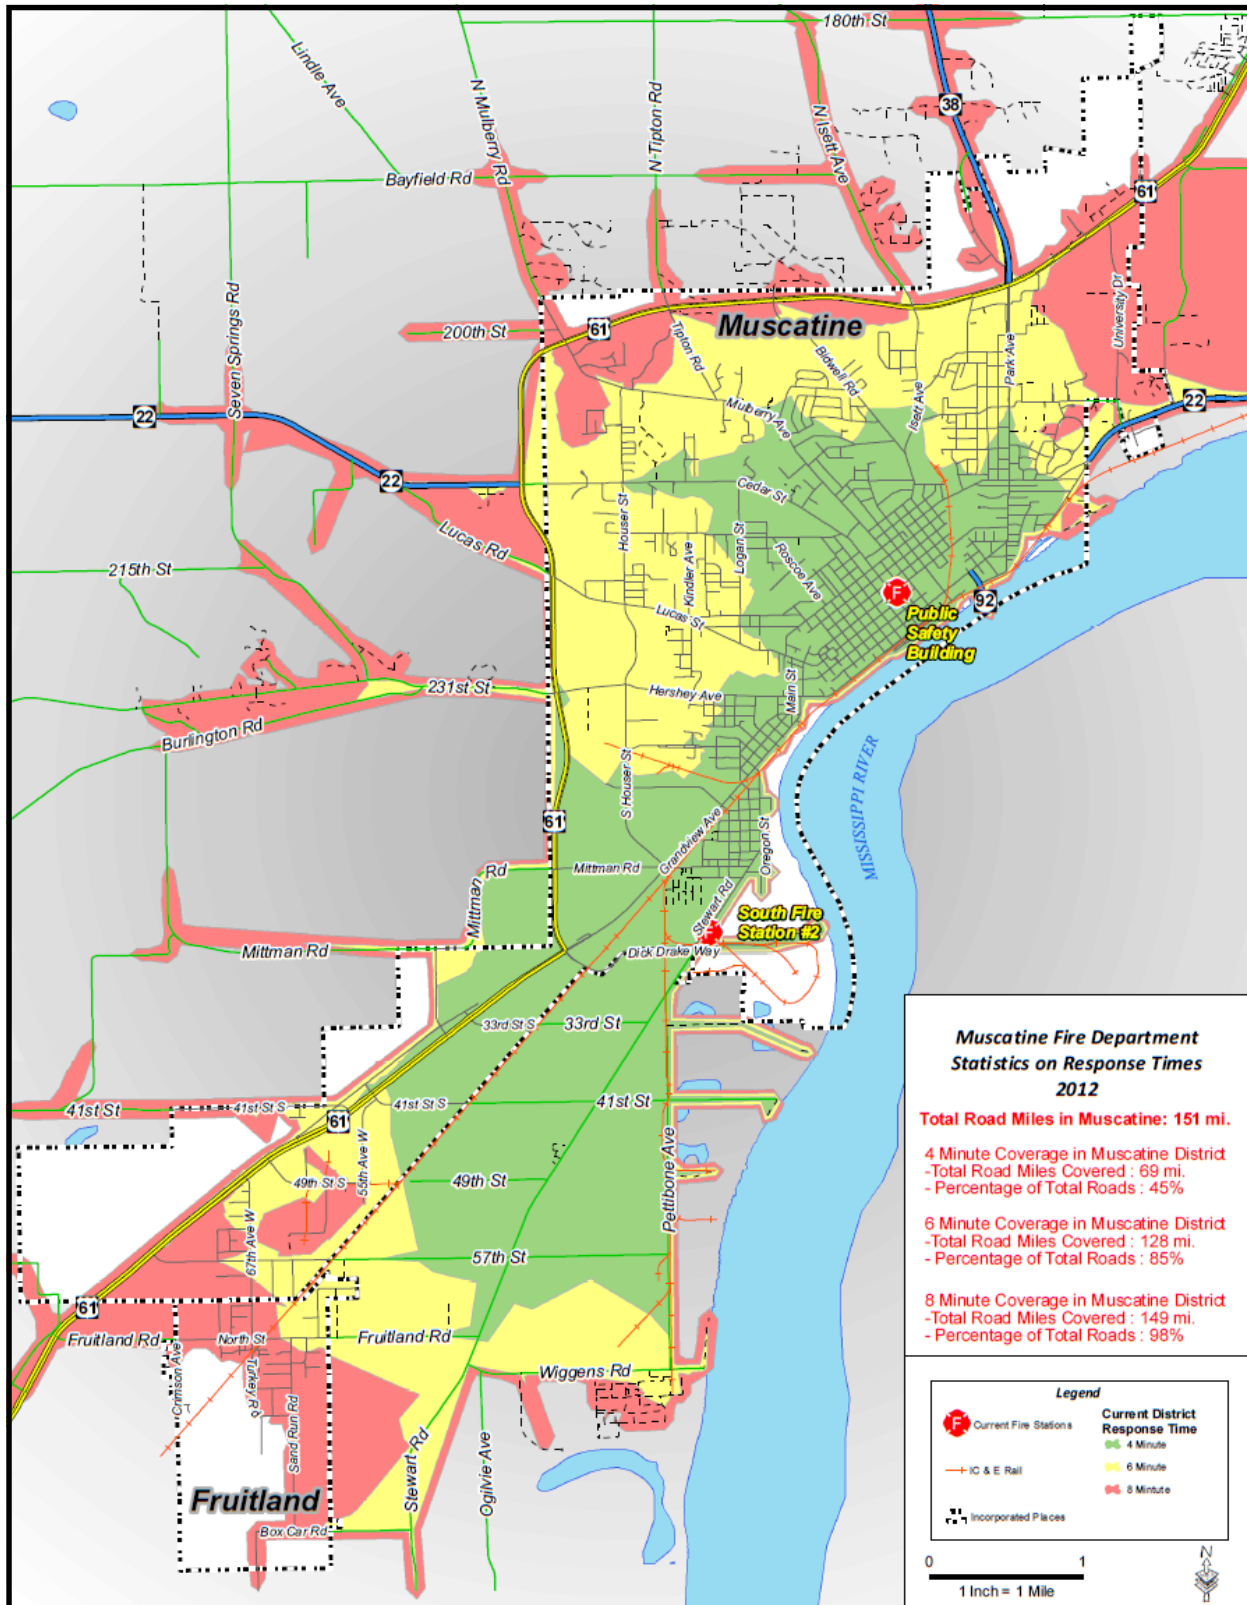 180th St
Lindle Ave
N Mulberry Rd
N Tipton Rd
N Isett Ave
38
Bayfield Rd
61
Seven Springs Rd
200th St
61
Muscatine
University Dr
Tipton Rd
Bidwell Rd
Park Ave
Isett Ave
22
22
Mulberry Ave
22
Cedar St
Houser St
Logan St
Lucas Rd
Kindler Ave
Roscoe Ave
215th St
F
92
Lucas St
Public
Safety
Building
231st St
Hershey Ave
Main St
Burlington Rd
S Houser St
MISSISSIPPI RIVER
61
Grandview Ave
Oregon St
Mittman Rd
Mittman Rd
Stewart Rd
South Fire
Station #2
F
Mittman Rd
Dick Drake Way
33rd St S
33rd St
41st St
41st St S
41st St S
41st St
61
55th Ave W
49th St S
49th St
Pettibone Ave
67th Ave W
57th St
61
Fruitland Rd
North St
Fruitland Rd
Crimson Ave
Turkey Rd
Wiggens Rd
Sand Run Rd
Stewart Rd
Ogilvie Ave
Fruitland
Box Car Rd
Muscatine Fire Department
Statistics on Response Times
2012
Total Road Miles in Muscatine: 151 mi.
4 Minute Coverage in Muscatine District
-Total Road Miles Covered : 69 mi.
- Percentage of Total Roads : 45%
6 Minute Coverage in Muscatine District
-Total Road Miles Covered : 128 mi.
- Percentage of Total Roads : 85%
8 Minute Coverage in Muscatine District
-Total Road Miles Covered : 149 mi.
- Percentage of Total Roads : 98%
Legend
F Current Fire Stations
IC & E Rail
Incorporated Places
Current District
Response Time
4 Minute
6 Minute
8 Mintute
0 1
1 Inch = 1 Mile
N